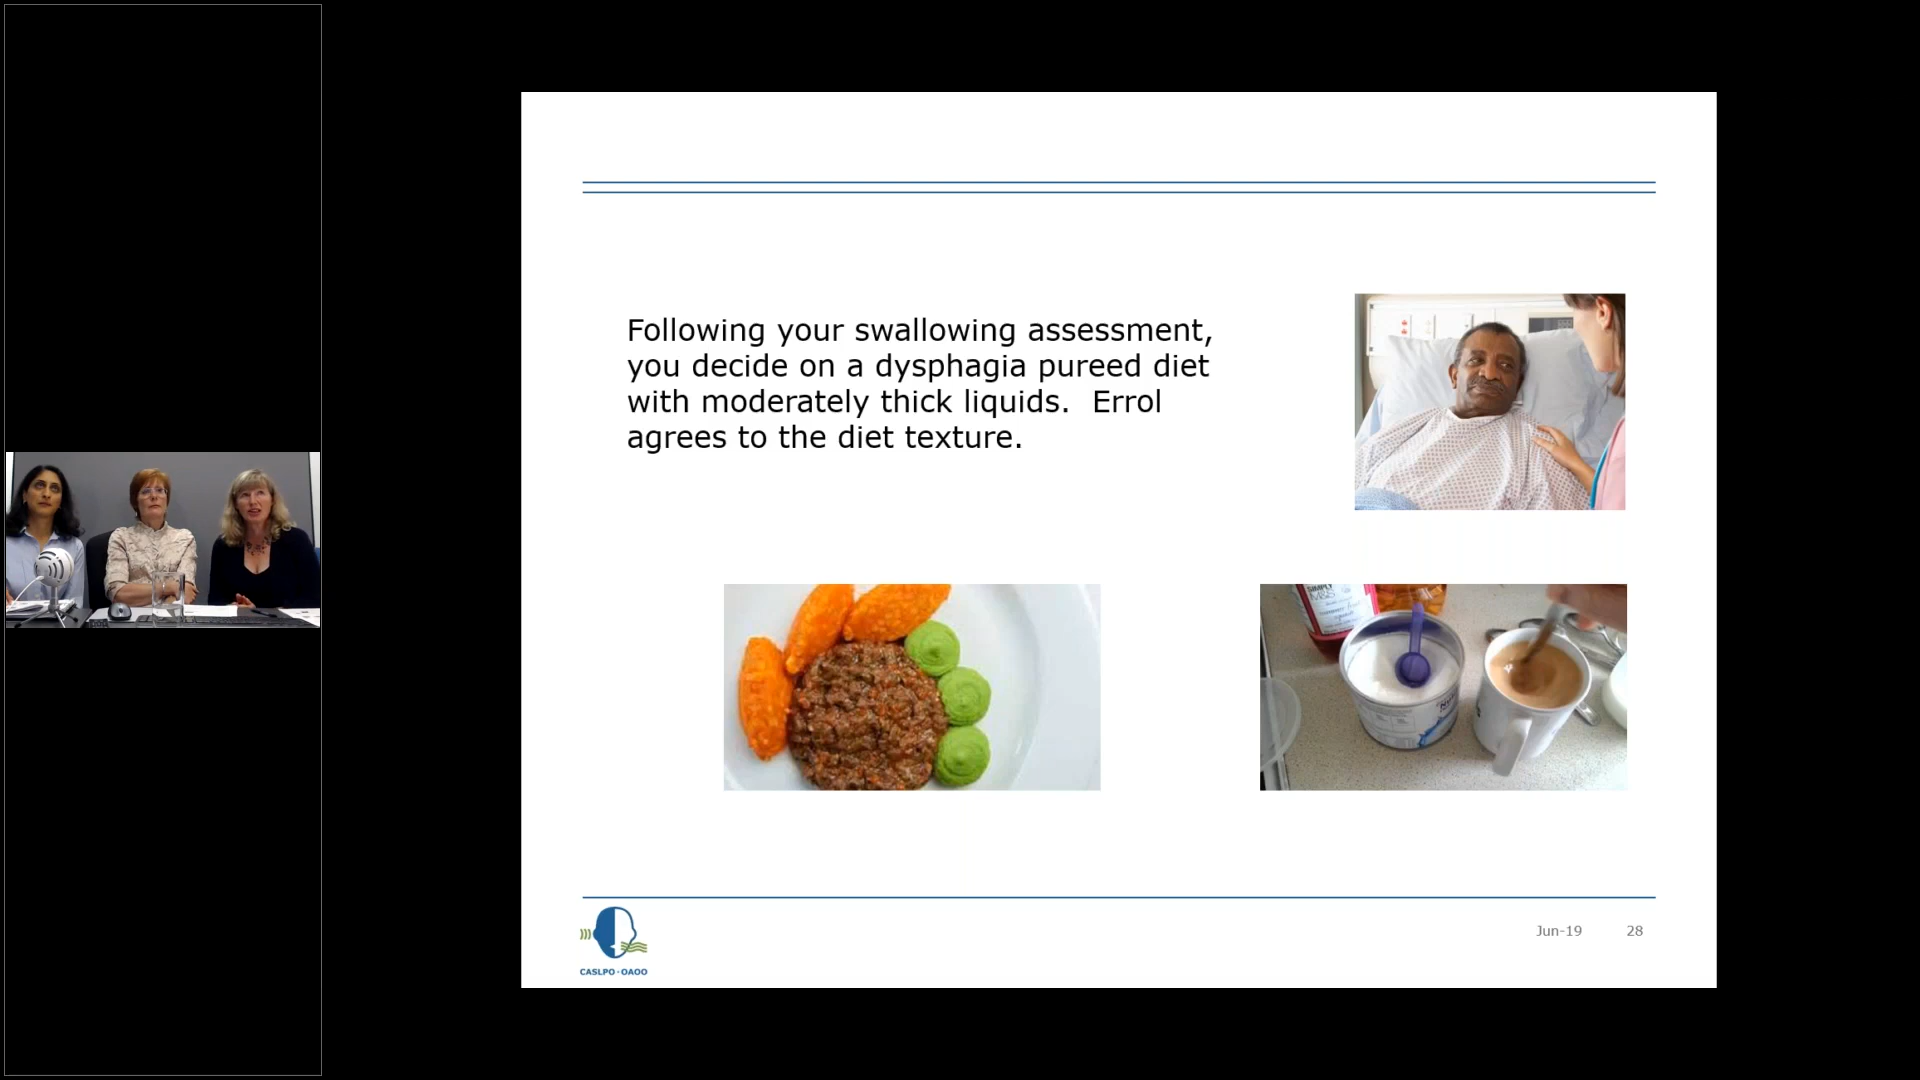 Following your swallowing assessment,
you decide on a dysphagia pureed diet
with moderately thick liquids.  Errol
agrees to the diet texture.
SIMPLY
M&S
CASLPO·OAOO
Jun-19
28